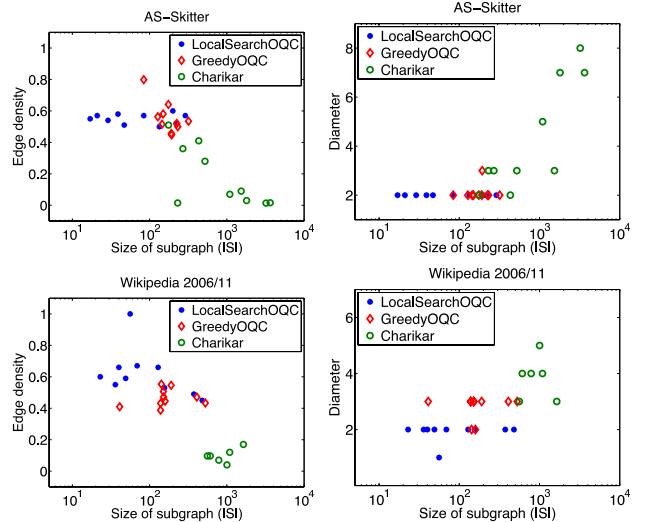 AS−Skitter
LocalSearchOQC
GreedyOQC
Charikar
Edge density
1
0.8
0.6
0.4
0.2
0
10^1
10^2
10^3
10^4
Size of subgraph (ISI)
AS−Skitter
LocalSearchOQC
GreedyOQC
Charikar
Diameter
8
6
4
2
10^1
10^2
10^3
10^4
Size of subgraph (ISI)
Wikipedia 2006/11
LocalSearchOQC
GreedyOQC
Charikar
Edge density
1
0.8
0.6
0.4
0.2
0
10^1
10^2
10^3
10^4
Size of subgraph (ISI)
Wikipedia 2006/11
LocalSearchOQC
GreedyOQC
Charikar
Diameter
6
4
2
10^1
10^2
10^3
10^4
Size of subgraph (ISI)